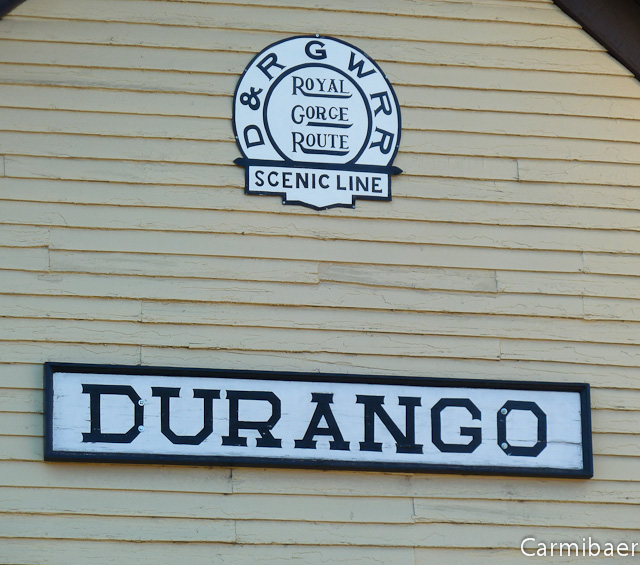 D&RGWRR
ROYAL
GORGE
ROUTE
SCENIC LINE
DURANGO
Carmibaer